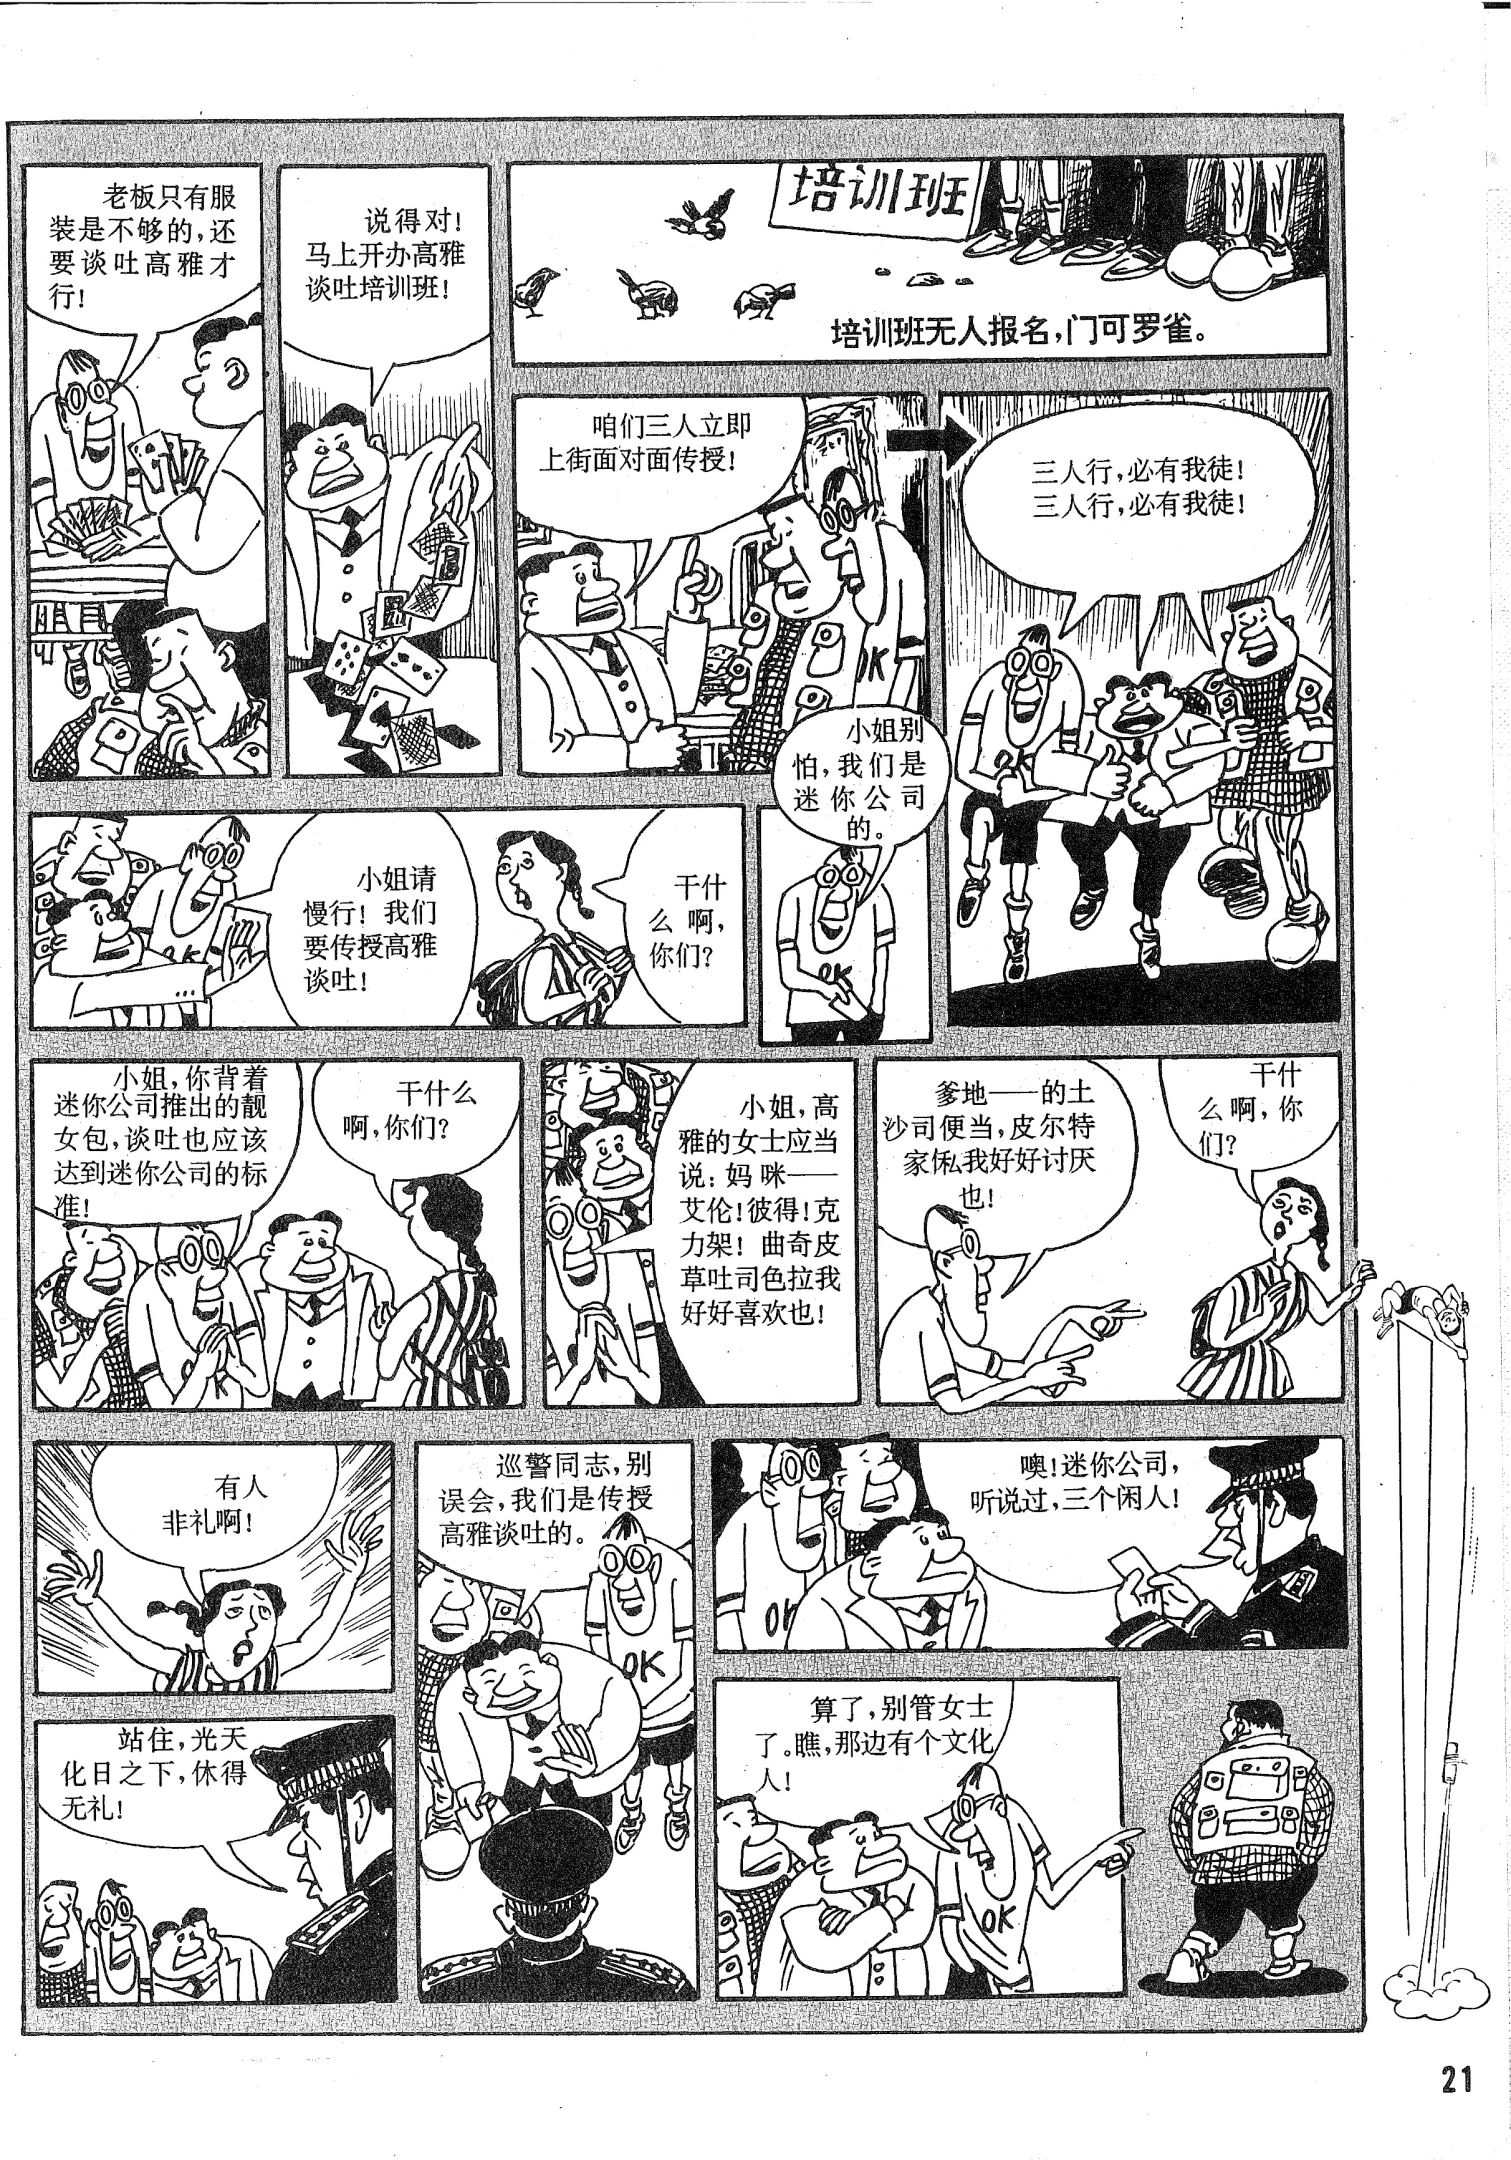 老板只有服
装是不够的，还
要谈吐高雅才
行！
说得对！
马上开办高雅
谈吐培训班！
培训班
培训班无人报名，门可罗雀。
咱们三人立即
上街面对面传授！
OK
三人行，必有我徒！
三人行，必有我徒！
小姐请
慢行！我们
要传授高雅
谈吐！
OK
干什
么啊，
你们？
小姐别
怕，我们是
迷你公司
的。
OK
小姐，你背着
迷你公司推出的靓
女包，谈吐也应该
达到迷你公司的标
准！
OK
干什么
啊，你们？
小姐，高
雅的女士应当
说：妈咪——
艾伦！彼得！克
力架！曲奇皮
草吐司色拉我
好好喜欢也！
爹地——的土
沙司便当，皮尔特
家俬我好好讨厌
也！
干什
么啊，你
们？
有人
非礼啊！
站住，光天
化日之下，休得
无礼！
巡警同志，别
误会，我们是传授
高雅谈吐的。
OK
噢！迷你公司，
听说过，三个闲人！
OK
算了，别管女士
了。瞧，那边有个文化
人！
OK
21